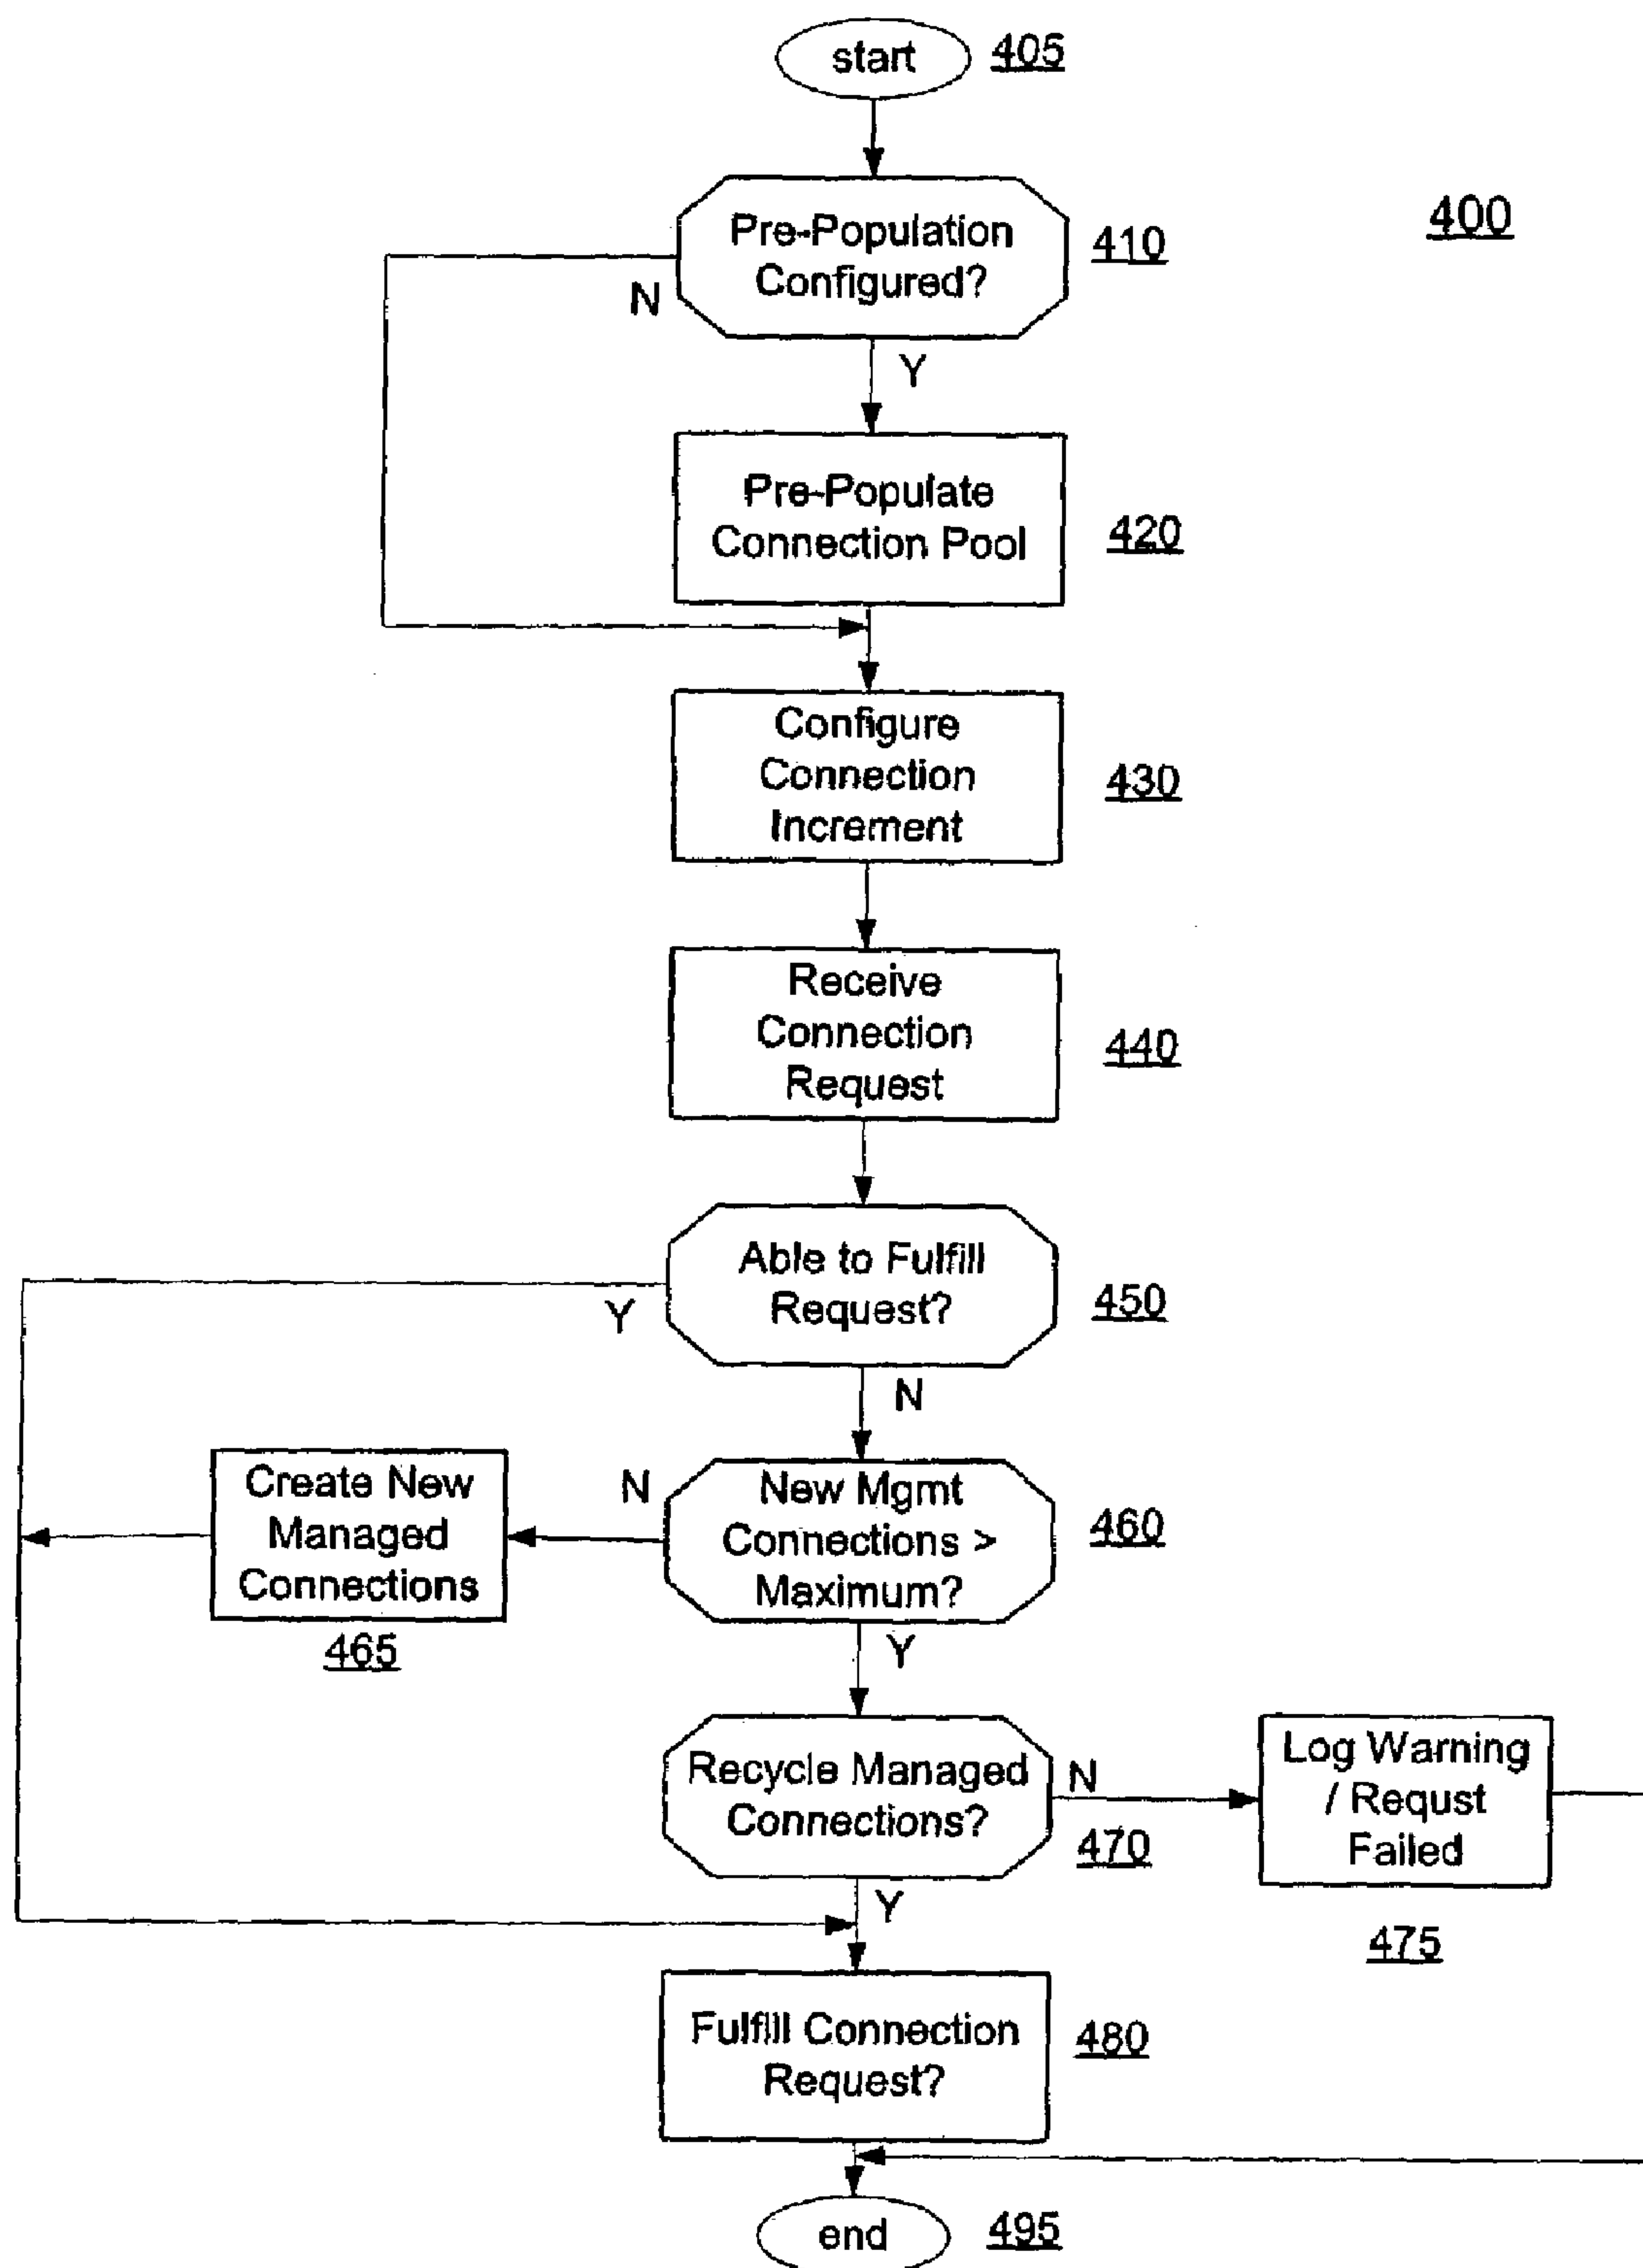 start
405
400
Pre-Population
Configured?
410
N
Y
Pre-Populate
Connection Pool
420
Configure
Connection
Increment
430
Receive
Connection
Request
440
Able to Fulfill
Request?
450
Y
N
Create New
Managed
Connections
465
N
New Mgmt
Connections >
Maximum?
460
Y
Recycle Managed
Connections?
470
N
Log Warning
/ Requst
Failed
475
Y
Fulfill Connection
Request?
480
end
495